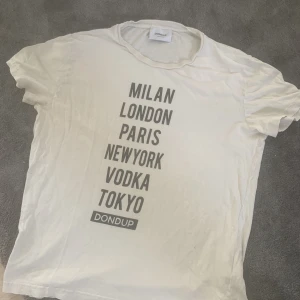 MILAN
LONDON
PARIS
NEWYORK
VODKA
TOKYO
DONDUP